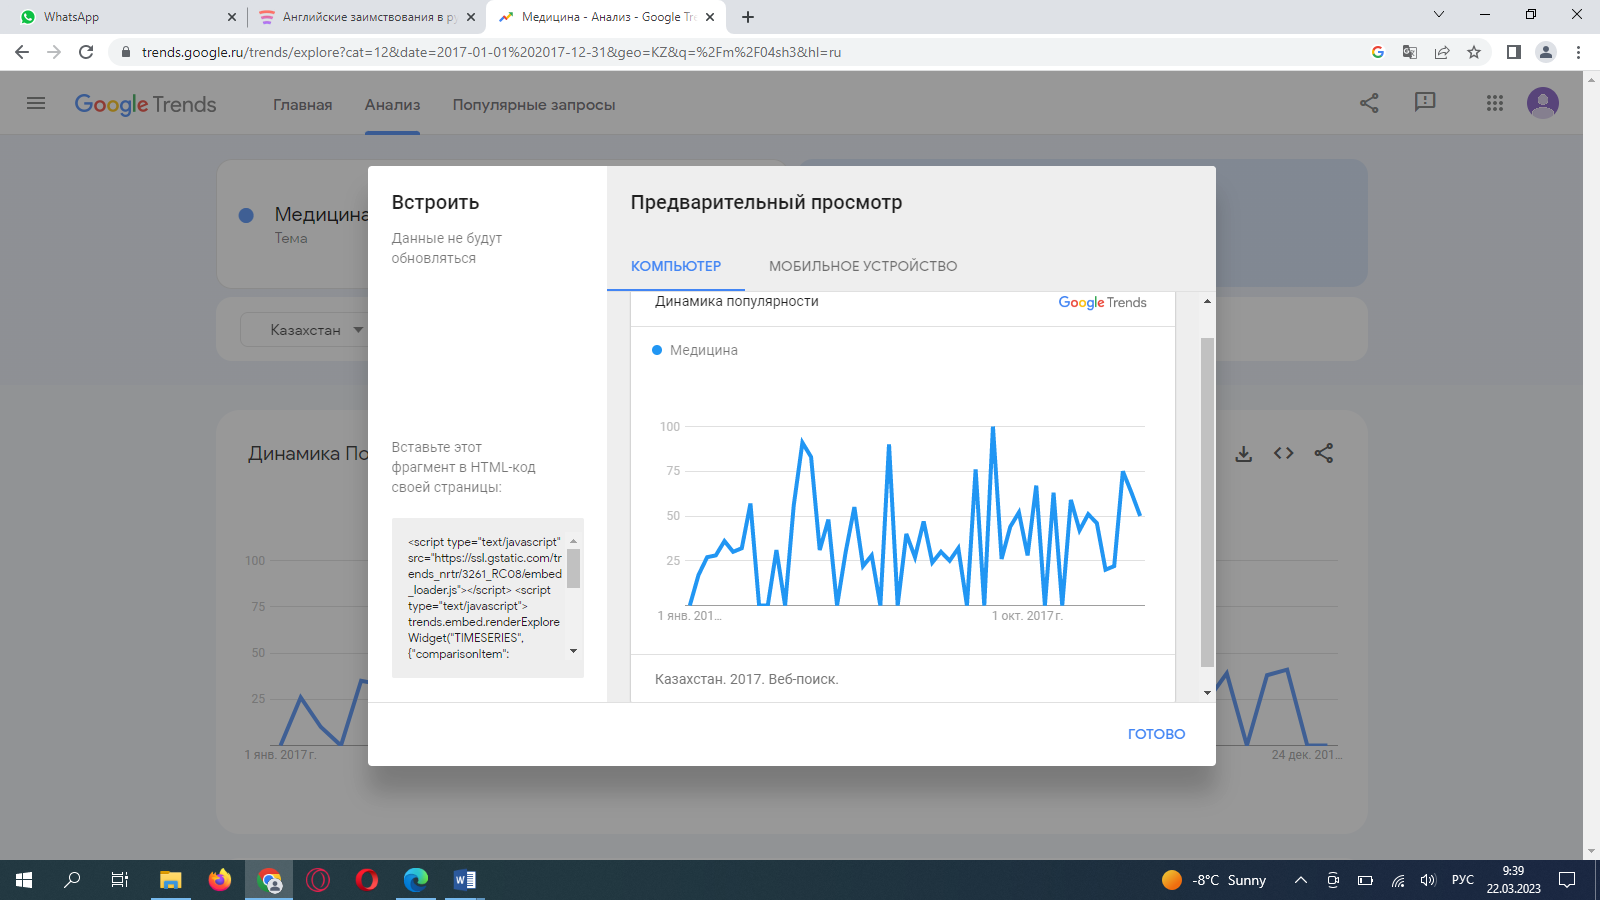 WhatsApp
Английские заимствования в ру
Медицина - Анализ - Google Tre
trends.google.ru/trends/explore?cat=12&date=2017-01-01%202017-12-31&geo=KZ&q=%2Fm%2F04sh3&hl=ru
Google Trends
Главная
Анализ
Популярные запросы
Медицина
Тема
Казахстан
Динамика По
100
75
50
25
1 янв. 2017 г.
24 дек. 201...
Встроить
Данные не будут
обновляться
Вставьте этот
фрагмент в HTML-код
своей страницы:
<script type="text/javascript"
src="https://ssl.gstatic.com/tr
ends_nrtr/3261_RC08/embed
_loader.js"></script> <script
type="text/javascript">
trends.embed.renderExplore
Widget("TIMESERIES",
{"comparisonItem":
Предварительный просмотр
КОМПЬЮТЕР
МОБИЛЬНОЕ УСТРОЙСТВО
Динамика популярности
Google Trends
Медицина
100
75
50
25
1 янв. 201...
1 окт. 2017 г.
Казахстан. 2017. Веб-поиск.
ГОТОВО
-8°C Sunny
РУС
9:39
22.03.2023